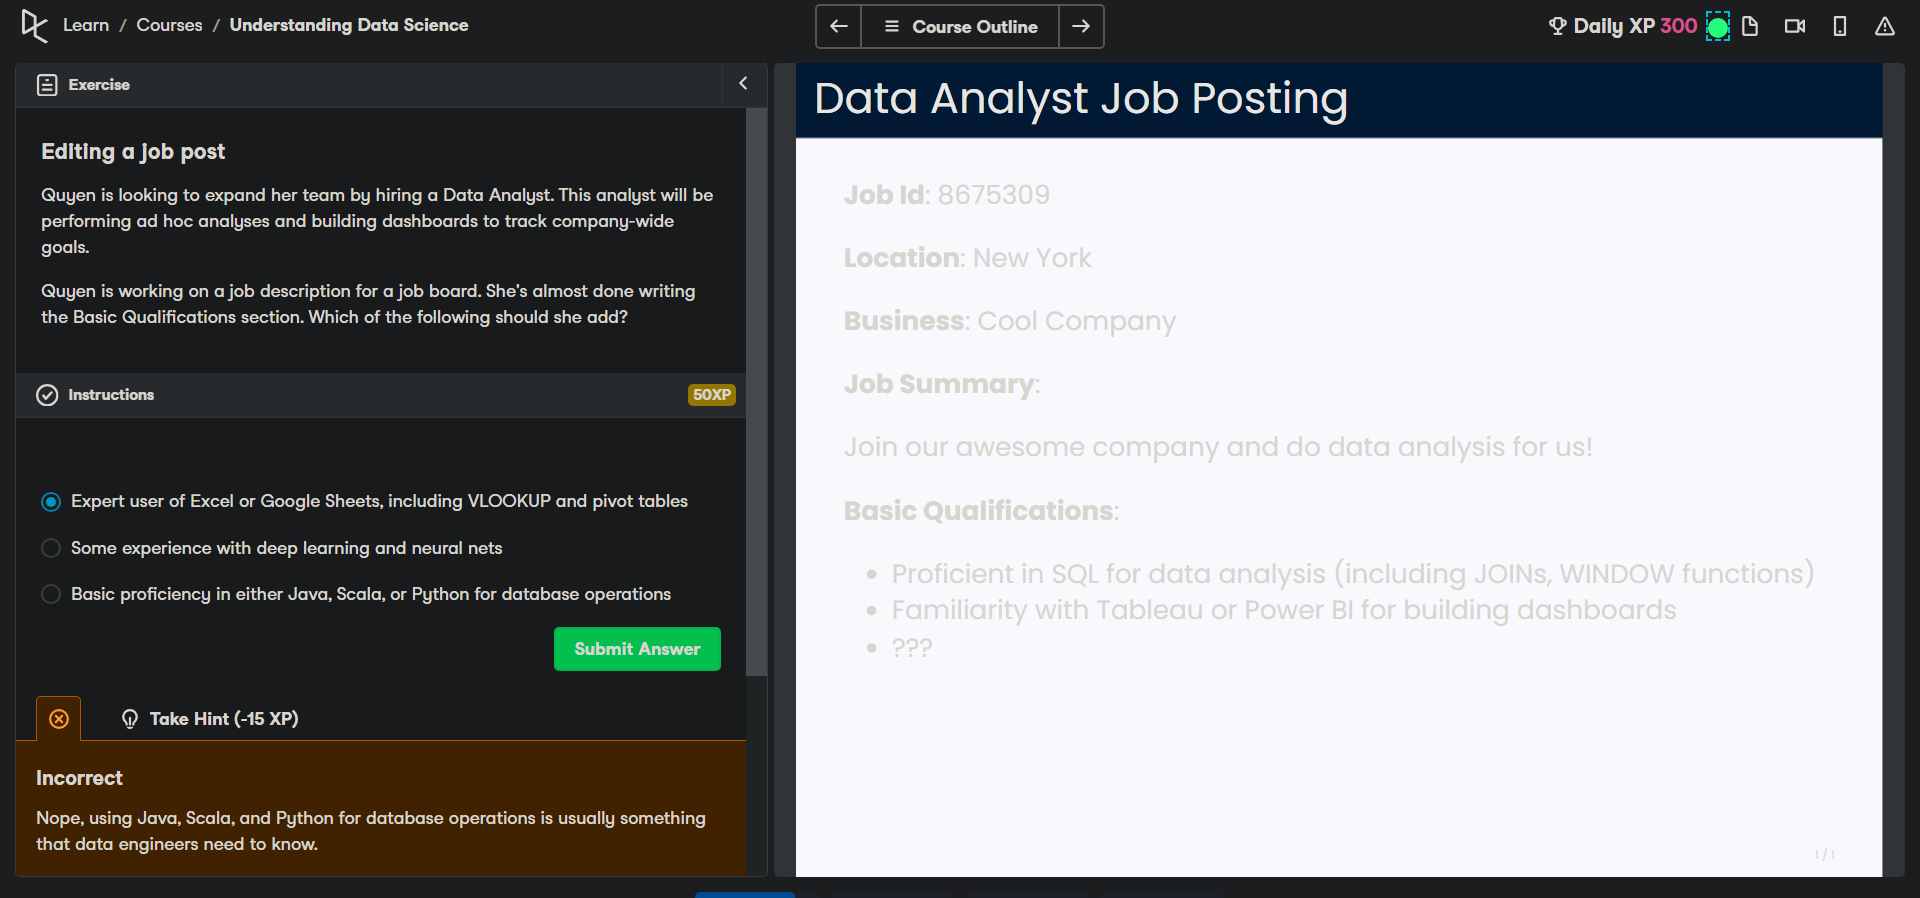 Learn / Courses / Understanding Data Science
Course Outline
Daily XP 300
Exercise
Editing a job post
Quyen is looking to expand her team by hiring a Data Analyst. This analyst will be
performing ad hoc analyses and building dashboards to track company-wide
goals.
Quyen is working on a job description for a job board. She's almost done writing
the Basic Qualifications section. Which of the following should she add?
Instructions
50XP
Expert user of Excel or Google Sheets, including VLOOKUP and pivot tables
Some experience with deep learning and neural nets
Basic proficiency in either Java, Scala, or Python for database operations
Submit Answer
Take Hint (-15 XP)
Incorrect
Nope, using Java, Scala, and Python for database operations is usually something
that data engineers need to know.
Data Analyst Job Posting
Job Id: 8675309
Location: New York
Business: Cool Company
Job Summary:
Join our awesome company and do data analysis for us!
Basic Qualifications:
• Proficient in SQL for data analysis (including JOINs, WINDOW functions)
• Familiarity with Tableau or Power BI for building dashboards
• ???
1 / 1